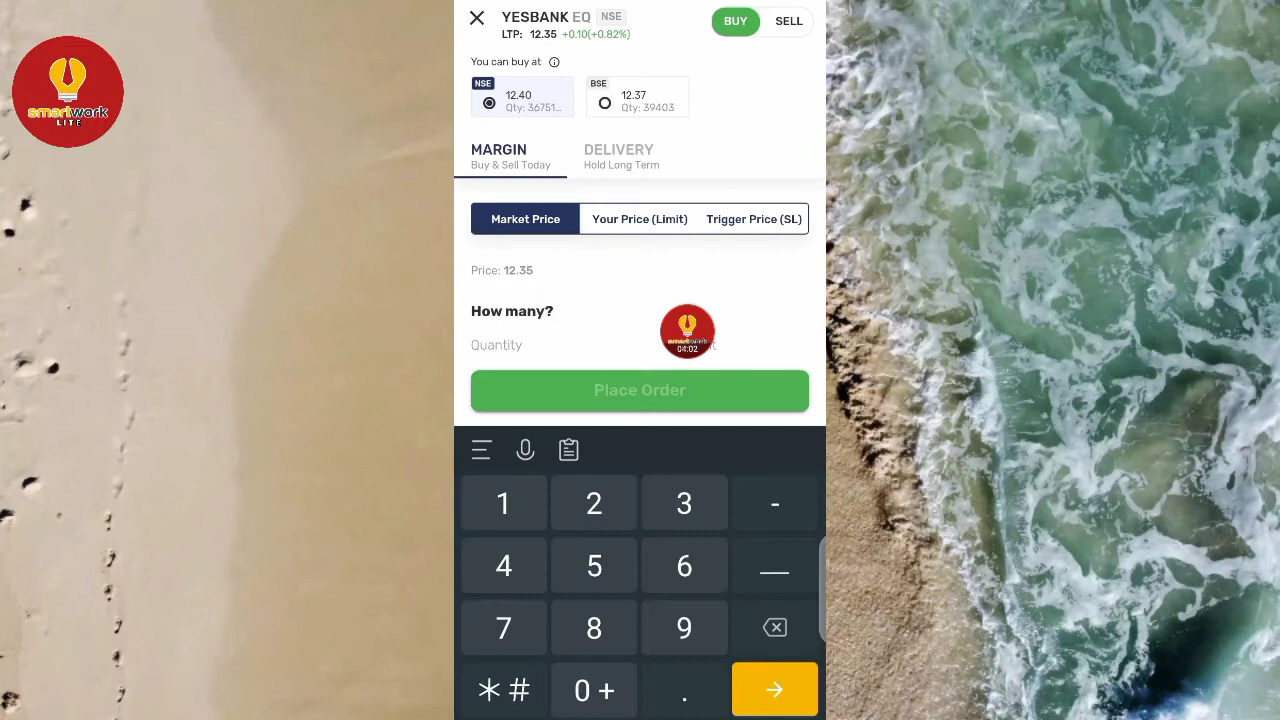 smartwork
LITE
YESBANK EQ NSE
BUY SELL
LTP: 12.35 +0.10(+0.82%)
You can buy at
NSE BSE
12.40 12.37
Qty: 36751... Qty: 39403
MARGIN DELIVERY
Buy & Sell Today Hold Long Term
Market Price Your Price (Limit) Trigger Price (SL)
Price: 12.35
How many?
Quantity
smartwork
04:02
Place Order
1 2 3 -
4 5 6 _
7 8 9
*# 0 + .